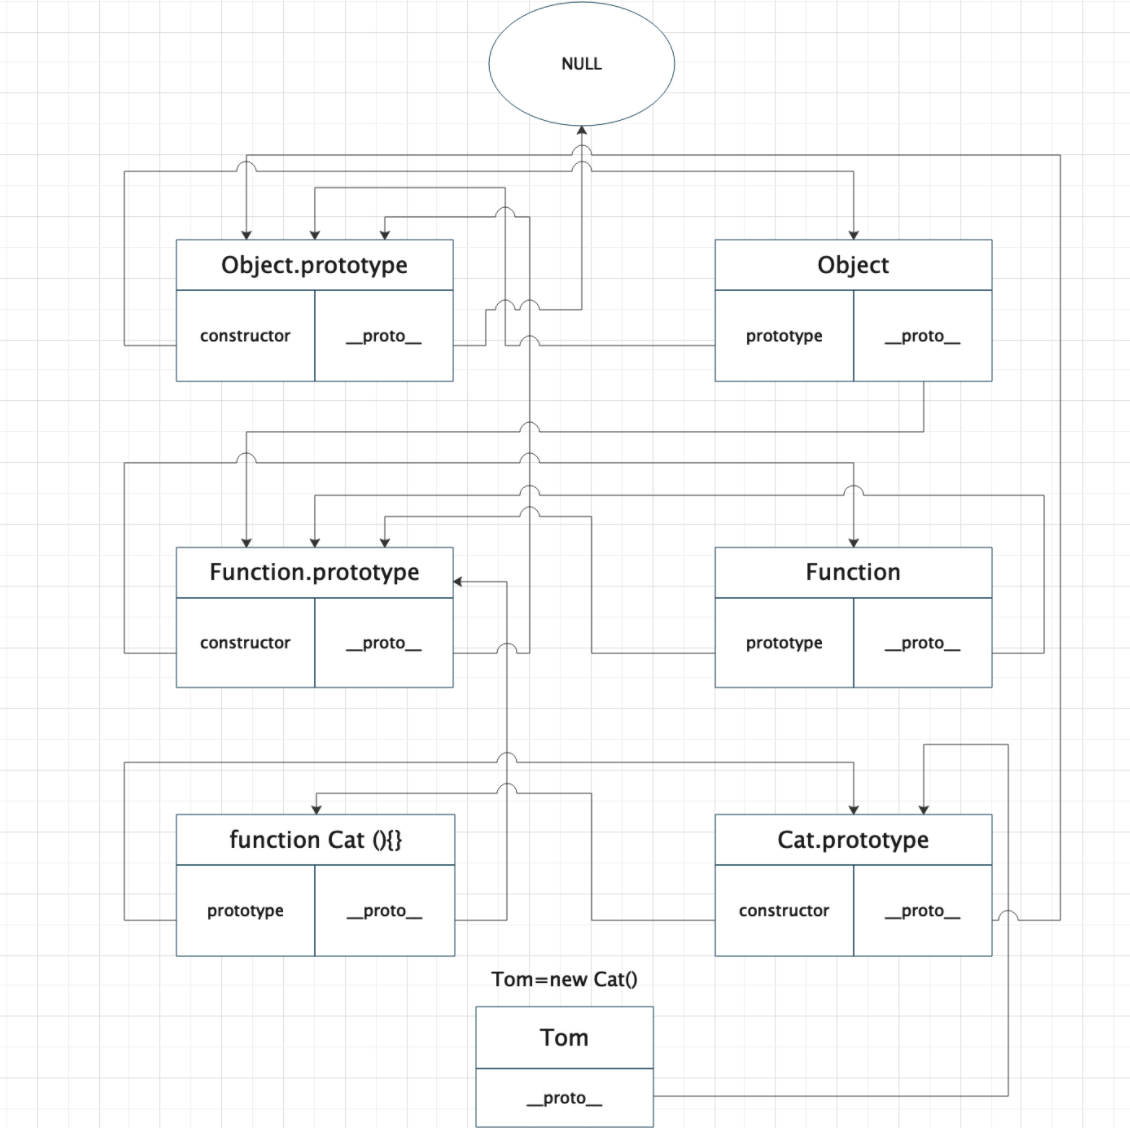 NULL
Object.prototype
constructor
__proto__
Object
prototype
__proto__
Function.prototype
constructor
__proto__
Function
prototype
__proto__
function Cat (){}
prototype
__proto__
Cat.prototype
constructor
__proto__
Tom=new Cat()
Tom
__proto__